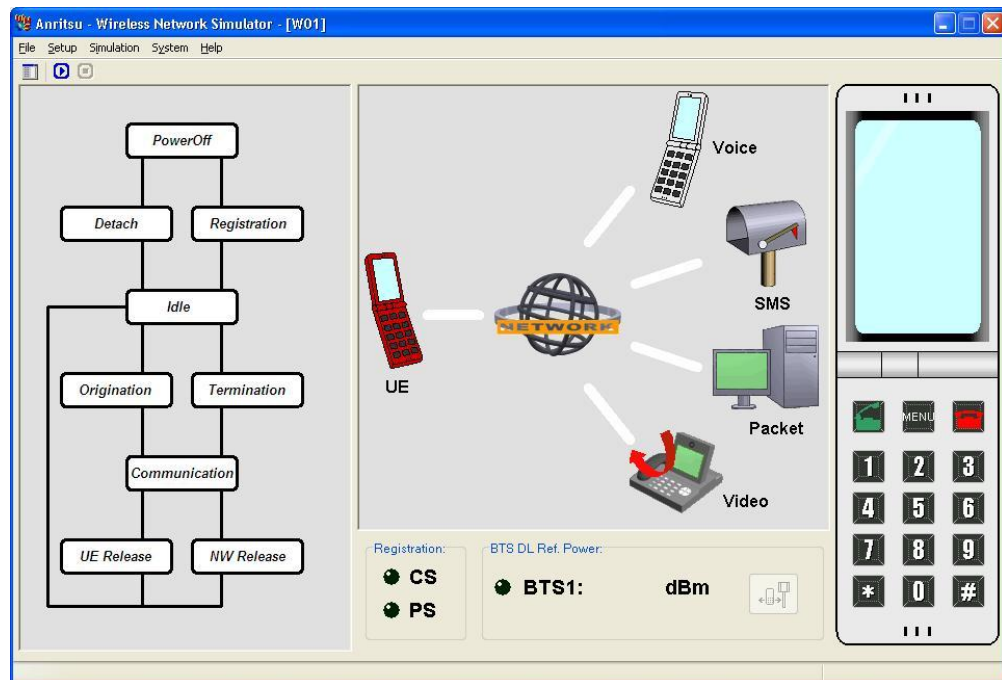 Anritsu - Wireless Network Simulator - [W01]
File Setup Simulation System Help
PowerOff
Detach Registration
Idle
Origination Termination
Communication
UE Release NW Release
Voice
SMS
NETWORK
UE
Packet
Video
Registration:
CS
PS
BTS DL Ref. Power:
BTS1: dBm
MENU
1 2 3
4 5 6
7 8 9
* 0 #